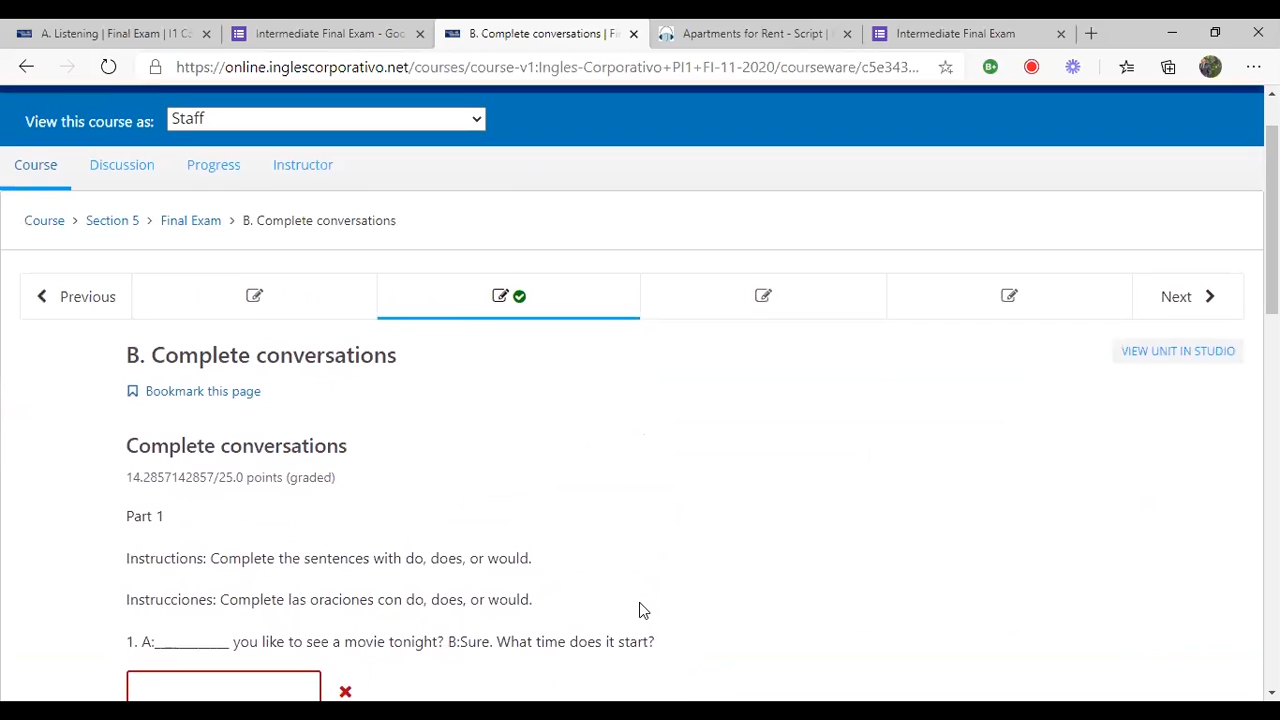 A. Listening | Final Exam | I1 Ca
Intermediate Final Exam - Goo
B. Complete conversations | Fi
Apartments for Rent - Script |
Intermediate Final Exam
https://online.inglescorporativo.net/courses/course-v1:Ingles-Corporativo+PI1+FI-11-2020/courseware/c5e343...
View this course as:
Staff
Course
Discussion
Progress
Instructor
Course > Section 5 > Final Exam > B. Complete conversations
Previous
Next
B. Complete conversations
VIEW UNIT IN STUDIO
Bookmark this page
Complete conversations
14.2857142857/25.0 points (graded)
Part 1
Instructions: Complete the sentences with do, does, or would.
Instrucciones: Complete las oraciones con do, does, or would.
1. A:___________ you like to see a movie tonight? B:Sure. What time does it start?